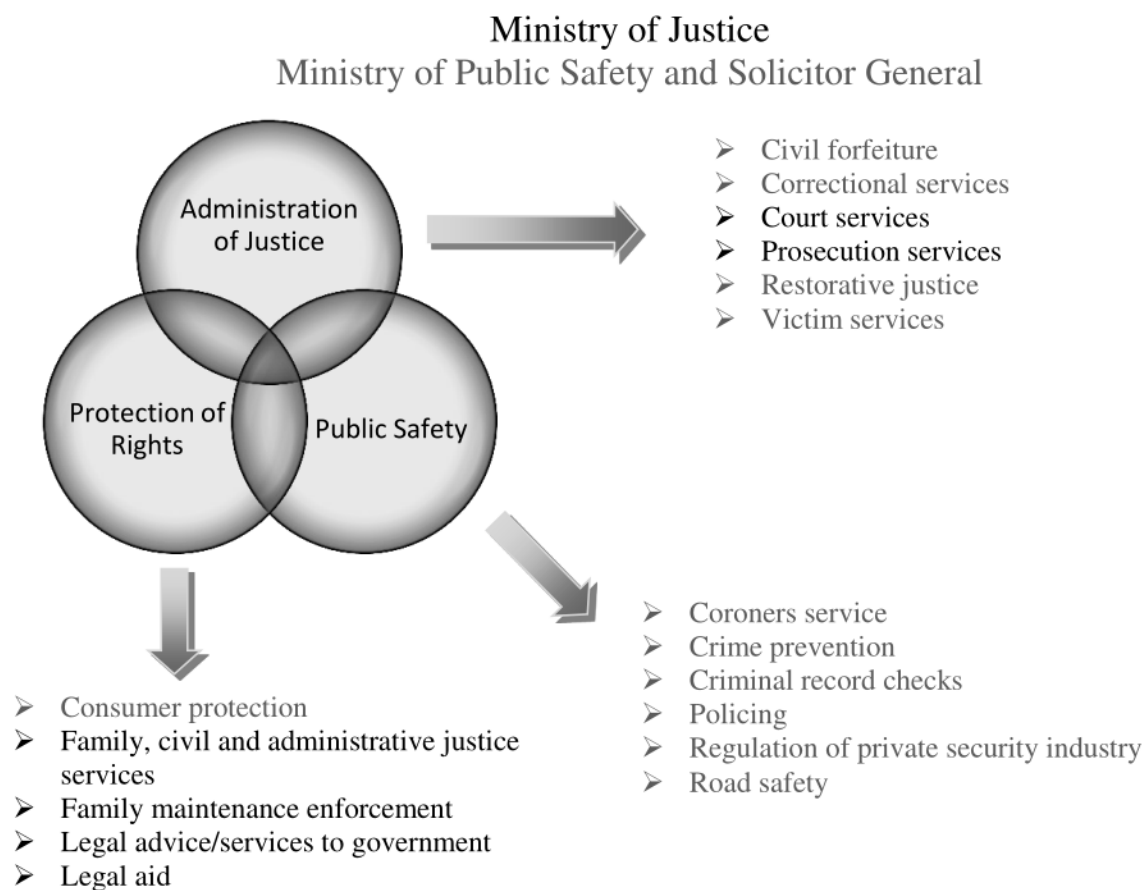 Ministry of Justice
Ministry of Public Safety and Solicitor General
Administration
of Justice
Protection of
Rights
Public Safety
➢ Civil forfeiture
➢ Correctional services
➢ Court services
➢ Prosecution services
➢ Restorative justice
➢ Victim services
➢ Coroners service
➢ Crime prevention
➢ Criminal record checks
➢ Policing
➢ Regulation of private security industry
➢ Road safety
➢ Consumer protection
➢ Family, civil and administrative justice
services
➢ Family maintenance enforcement
➢ Legal advice/services to government
➢ Legal aid